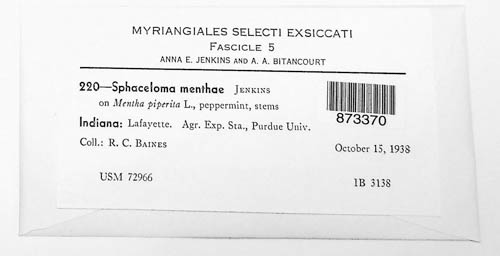 MYRIANGIALES SELECTI EXSICCATI
FASCICLE 5
ANNA E. JENKINS AND A. A. BITANCOURT
220—Sphaceloma menthae JENKINS
on Mentha piperita L., peppermint, stems
873370
Indiana: Lafayette. Agr. Exp. Sta., Purdue Univ.
Coll.: R. C. BAINES October 15, 1938
USM 72966 IB 3138